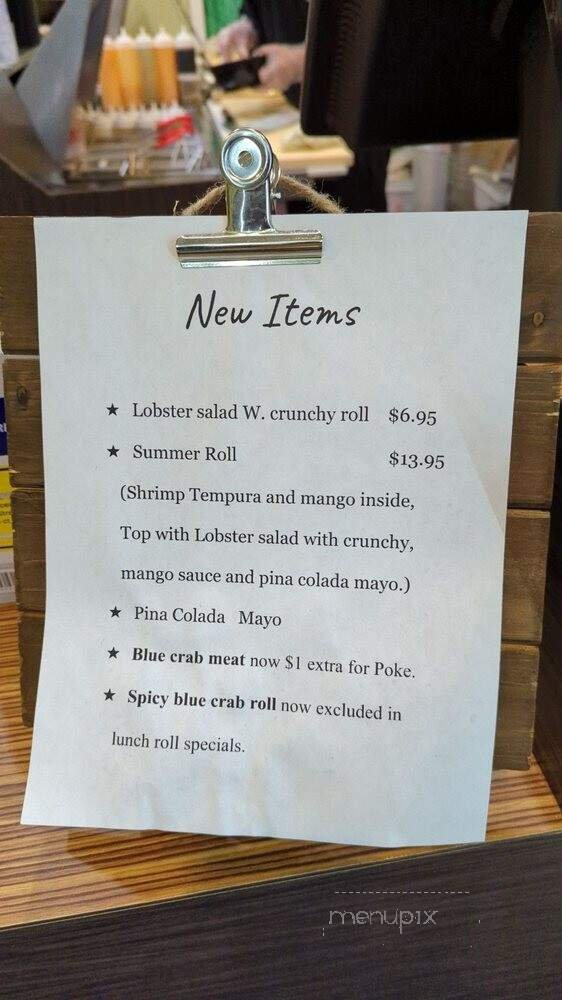 New Items
★ Lobster salad W. crunchy roll $6.95
★ Summer Roll $13.95
(Shrimp Tempura and mango inside,
Top with Lobster salad with crunchy,
mango sauce and pina colada mayo.)
★ Pina Colada Mayo
★ Blue crab meat now $1 extra for Poke.
★ Spicy blue crab roll now excluded in
lunch roll specials.
menupix